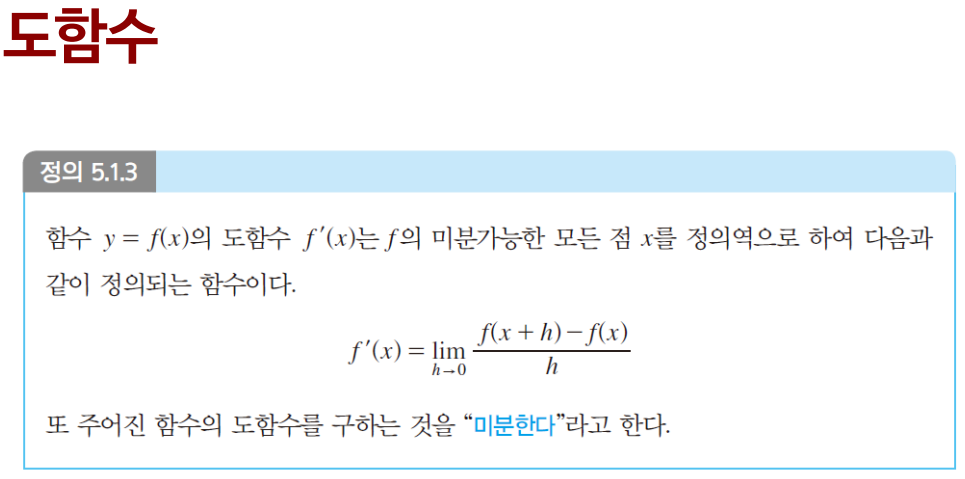 도함수
정의 5.1.3
함수 y = f(x)의 도함수 f′(x)는 f의 미분가능한 모든 점 x를 정의역으로 하여 다음과
같이 정의되는 함수이다.
f′(x) = lim_{h→0} \frac{f(x+h)−f(x)}{h}
또 주어진 함수의 도함수를 구하는 것을 “미분한다”라고 한다.